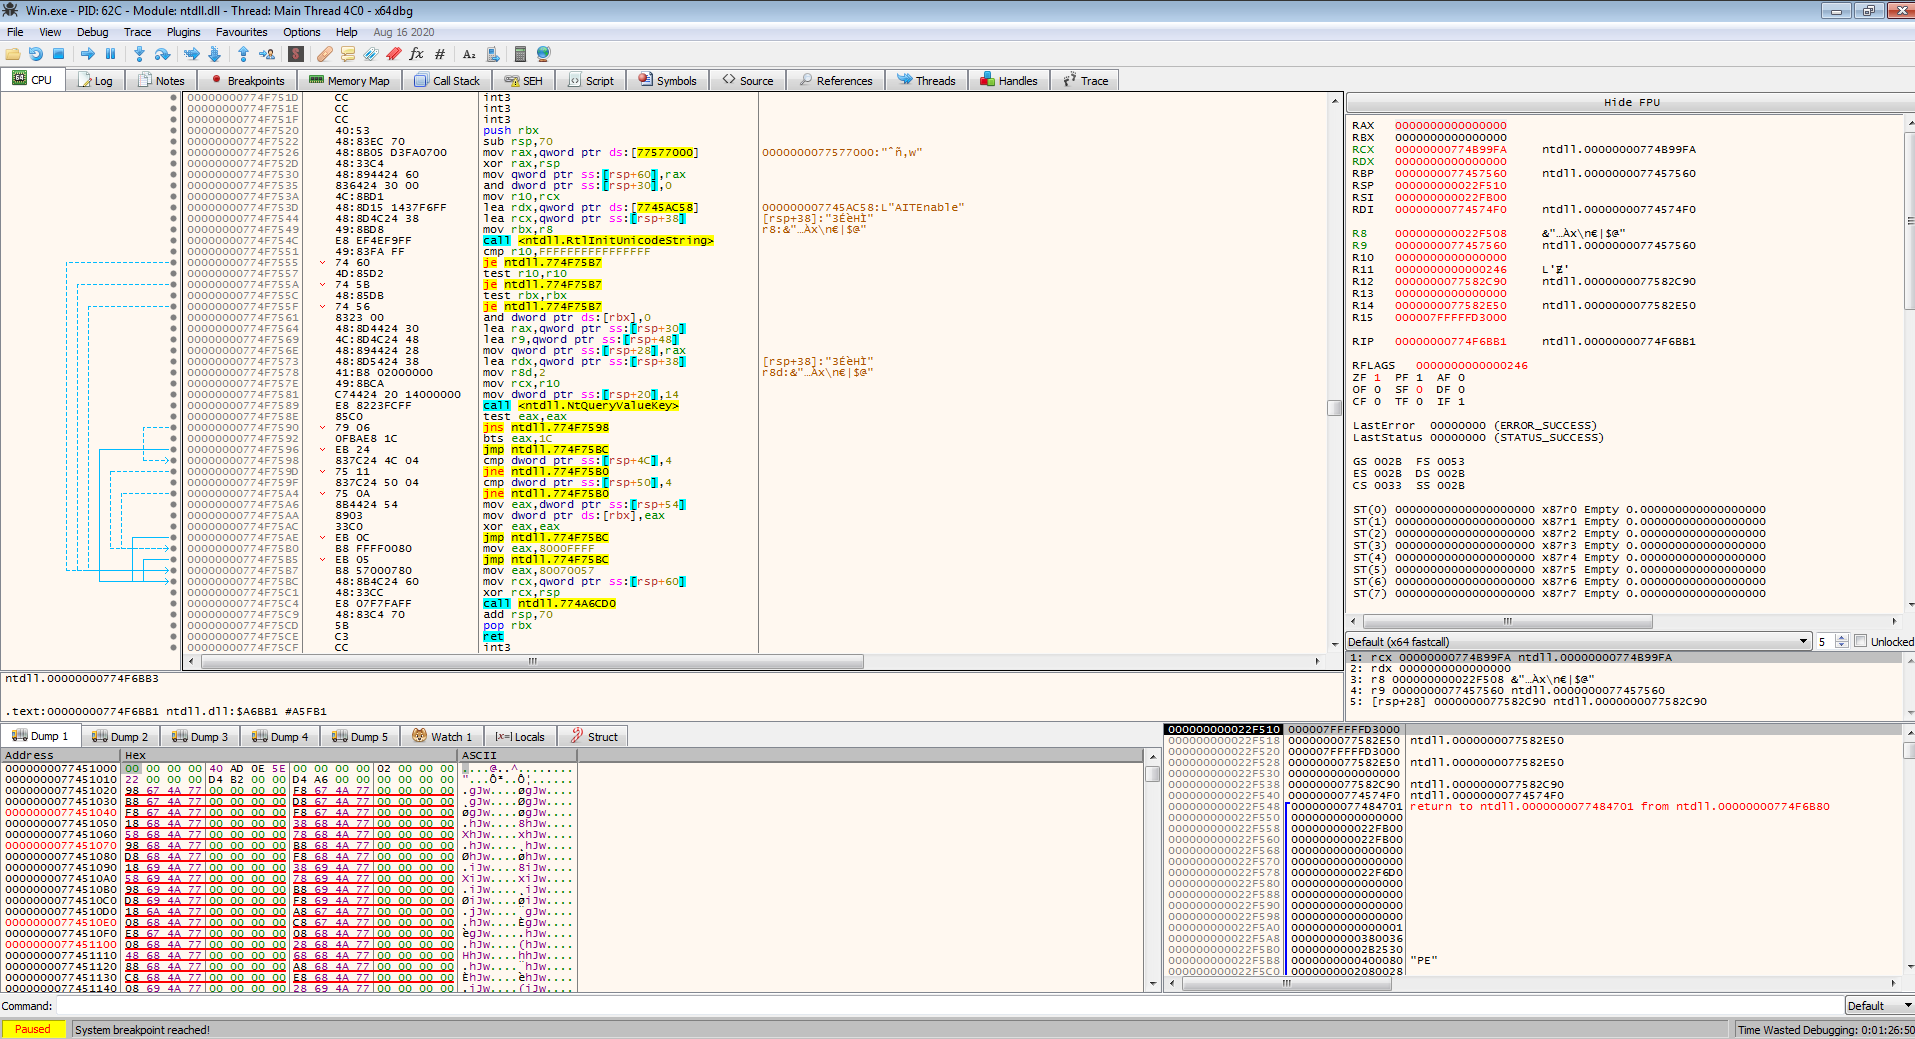 Win.exe - PID: 62C - Module: ntdll.dll - Thread: Main Thread 4C0 - x64dbg
File View Debug Trace Plugins Favourites Options Help Aug 16 2020
CPU Log Notes Breakpoints Memory Map Call Stack SEH Script Symbols Source References Threads Handles Trace
00000000774F751D CC int3
00000000774F751E CC int3
00000000774F751F CC int3
00000000774F7520 40:53 push rbx
00000000774F7522 48:83EC 70 sub rsp,70
00000000774F7526 48:8B05 D3FA0700 mov rax,qword ptr ds:[77577000] 0000000077577000:"ˆñ,w"
00000000774F752D 48:33C4 xor rax,rsp
00000000774F7530 48:894424 60 mov qword ptr ss:[rsp+60],rax
00000000774F7535 836424 30 00 and dword ptr ss:[rsp+30],0
00000000774F753A 4C:8BD1 mov r10,rcx
00000000774F753D 48:8D15 1437F6FF lea rdx,qword ptr ds:[7745AC58] 000000007745AC58:L"AITEnable"
00000000774F7544 48:8D4C24 38 lea rcx,qword ptr ss:[rsp+38] [rsp+38]:"3ÉèHÌ"
00000000774F7549 49:8BD8 mov rbx,r8 r8:&"…Àx\n€|$@"
00000000774F754C E8 EF4EF9FF call <ntdll.RtlInitUnicodeString>
00000000774F7551 49:83FA FF cmp r10,FFFFFFFFFFFFFFFF
00000000774F7555 74 60 je ntdll.774F75B7
00000000774F7557 4D:85D2 test r10,r10
00000000774F755A 74 5B je ntdll.774F75B7
00000000774F755C 48:85DB test rbx,rbx
00000000774F755F 74 56 je ntdll.774F75B7
00000000774F7561 8323 00 and dword ptr ds:[rbx],0
00000000774F7564 48:8D4424 30 lea rax,qword ptr ss:[rsp+30]
00000000774F7569 4C:8D4C24 48 lea r9,qword ptr ss:[rsp+48]
00000000774F756E 48:894424 28 mov qword ptr ss:[rsp+28],rax
00000000774F7573 48:8D5424 38 lea rdx,qword ptr ss:[rsp+38] [rsp+38]:"3ÉèHÌ"
00000000774F7578 41:B8 02000000 mov r8d,2 r8d:&"…Àx\n€|$@"
00000000774F757E 49:8BCA mov rcx,r10
00000000774F7581 C74424 20 14000000 mov dword ptr ss:[rsp+20],14
00000000774F7589 E8 8223FCFF call <ntdll.NtQueryValueKey>
00000000774F758E 85C0 test eax,eax
00000000774F7590 79 06 jns ntdll.774F7598
00000000774F7592 0FBAE8 1C bts eax,1C
00000000774F7596 EB 24 jmp ntdll.774F75BC
00000000774F7598 837C24 4C 04 cmp dword ptr ss:[rsp+4C],4
00000000774F759D 75 11 jne ntdll.774F75B0
00000000774F759F 837C24 50 04 cmp dword ptr ss:[rsp+50],4
00000000774F75A4 75 0A jne ntdll.774F75B0
00000000774F75A6 8B4424 54 mov eax,dword ptr ss:[rsp+54]
00000000774F75AA 8903 mov dword ptr ds:[rbx],eax
00000000774F75AC 33C0 xor eax,eax
00000000774F75AE EB 0C jmp ntdll.774F75BC
00000000774F75B0 B8 FFFF0080 mov eax,8000FFFF
00000000774F75B5 EB 05 jmp ntdll.774F75BC
00000000774F75B7 B8 57000780 mov eax,80070057
00000000774F75BC 48:8B4C24 60 mov rcx,qword ptr ss:[rsp+60]
00000000774F75C1 48:33CC xor rcx,rsp
00000000774F75C4 E8 07F7FAFF call ntdll.774A6CD0
00000000774F75C9 48:83C4 70 add rsp,70
00000000774F75CD 5B pop rbx
00000000774F75CE C3 ret
00000000774F75CF CC int3
Hide FPU
RAX 0000000000000000
RBX 0000000000000000
RCX 00000000774B99FA ntdll.00000000774B99FA
RDX 0000000000000000
RBP 0000000077457560 ntdll.0000000077457560
RSP 000000000022F510
RSI 000000000022FB00
RDI 00000000774574F0 ntdll.00000000774574F0
R8 000000000022F508 &"…Àx\n€|$@"
R9 0000000077457560 ntdll.0000000077457560
R10 0000000000000000
R11 0000000000000246 L'Ɇ'
R12 0000000077582C90 ntdll.0000000077582C90
R13 0000000000000000
R14 0000000077582E50 ntdll.0000000077582E50
R15 000007FFFFFD3000
RIP 00000000774F6BB1 ntdll.00000000774F6BB1
RFLAGS 0000000000000246
ZF 1 PF 1 AF 0
OF 0 SF 0 DF 0
CF 0 TF 0 IF 1
LastError 00000000 (ERROR_SUCCESS)
LastStatus 00000000 (STATUS_SUCCESS)
GS 002B FS 0053
ES 002B DS 002B
CS 0033 SS 002B
ST(0) 00000000000000000000 x87r0 Empty 0.000000000000000000
ST(1) 00000000000000000000 x87r1 Empty 0.000000000000000000
ST(2) 00000000000000000000 x87r2 Empty 0.000000000000000000
ST(3) 00000000000000000000 x87r3 Empty 0.000000000000000000
ST(4) 00000000000000000000 x87r4 Empty 0.000000000000000000
ST(5) 00000000000000000000 x87r5 Empty 0.000000000000000000
ST(6) 00000000000000000000 x87r6 Empty 0.000000000000000000
ST(7) 00000000000000000000 x87r7 Empty 0.000000000000000000
Default (x64 fastcall) 5 Unlocked
1: rcx 00000000774B99FA ntdll.00000000774B99FA
2: rdx 0000000000000000
3: r8 000000000022F508 &"…Àx\n€|$@"
4: r9 0000000077457560 ntdll.0000000077457560
5: [rsp+28] 0000000077582C90 ntdll.0000000077582C90
ntdll.00000000774F6BB3
.text:00000000774F6BB1 ntdll.dll:$A6BB1 #A5FB1
Dump 1 Dump 2 Dump 3 Dump 4 Dump 5 Watch 1 [x=] Locals Struct
Address Hex ASCII
0000000077451000 00 00 00 00 40 AD 0E 5E 00 00 00 00 02 00 00 00 ....@..^........
0000000077451010 22 00 00 00 D4 B2 00 00 D4 A6 00 00 00 00 00 00 "...Ô²..Ô¦......
0000000077451020 98 67 4A 77 00 00 00 00 F8 67 4A 77 00 00 00 00 .gJw....øgJw....
0000000077451030 B8 67 4A 77 00 00 00 00 D8 67 4A 77 00 00 00 00 ¸gJw....ØgJw....
0000000077451040 F8 67 4A 77 00 00 00 00 F8 67 4A 77 00 00 00 00 øgJw....øgJw....
0000000077451050 18 68 4A 77 00 00 00 00 38 68 4A 77 00 00 00 00 .hJw....8hJw....
0000000077451060 58 68 4A 77 00 00 00 00 78 68 4A 77 00 00 00 00 XhJw....xhJw....
0000000077451070 98 68 4A 77 00 00 00 00 B8 68 4A 77 00 00 00 00 .hJw....¸hJw....
0000000077451080 D8 68 4A 77 00 00 00 00 F8 68 4A 77 00 00 00 00 ØhJw....øhJw....
0000000077451090 18 69 4A 77 00 00 00 00 38 69 4A 77 00 00 00 00 .iJw....8iJw....
00000000774510A0 58 69 4A 77 00 00 00 00 78 69 4A 77 00 00 00 00 XiJw....xiJw....
00000000774510B0 98 69 4A 77 00 00 00 00 B8 69 4A 77 00 00 00 00 .iJw....¸iJw....
00000000774510C0 D8 69 4A 77 00 00 00 00 F8 69 4A 77 00 00 00 00 ØiJw....øiJw....
00000000774510D0 18 6A 4A 77 00 00 00 00 A8 67 4A 77 00 00 00 00 .jJw....¨gJw....
00000000774510E0 08 68 4A 77 00 00 00 00 C8 67 4A 77 00 00 00 00 .hJw....ÈgJw....
00000000774510F0 E8 67 4A 77 00 00 00 00 08 68 4A 77 00 00 00 00 ègJw.....hJw....
0000000077451100 08 68 4A 77 00 00 00 00 28 68 4A 77 00 00 00 00 .hJw....(hJw....
0000000077451110 48 68 4A 77 00 00 00 00 68 68 4A 77 00 00 00 00 HhJw....hhJw....
0000000077451120 88 68 4A 77 00 00 00 00 A8 68 4A 77 00 00 00 00 .hJw....¨hJw....
0000000077451130 C8 68 4A 77 00 00 00 00 E8 68 4A 77 00 00 00 00 ÈhJw....èhJw....
0000000077451140 08 69 4A 77 00 00 00 00 28 69 4A 77 00 00 00 00 .iJw....(iJw....
000000000022F510 000007FFFFFD3000
000000000022F518 0000000077582E50 ntdll.0000000077582E50
000000000022F520 000007FFFFFD3000
000000000022F528 0000000077582E50 ntdll.0000000077582E50
000000000022F530 0000000000000000
000000000022F538 0000000077582C90 ntdll.0000000077582C90
000000000022F540 00000000774574F0 ntdll.00000000774574F0
000000000022F548 0000000077484701 return to ntdll.0000000077484701 from ntdll.00000000774F6B80
000000000022F550 0000000000000000
000000000022F558 000000000022FB00
000000000022F560 000000000022FB00
000000000022F568 0000000000000000
000000000022F570 0000000000000000
000000000022F578 000000000022F6D0
000000000022F580 0000000000000000
000000000022F588 0000000000000000
000000000022F590 0000000000000000
000000000022F598 0000000000000000
000000000022F5A0 0000000000000001
000000000022F5A8 0000000000380036
000000000022F5B0 00000000002B2530
000000000022F5B8 0000000000400080 "PE"
000000000022F5C0 0000000002080028
Command: Default
Paused System breakpoint reached! Time Wasted Debugging: 0:01:26:50